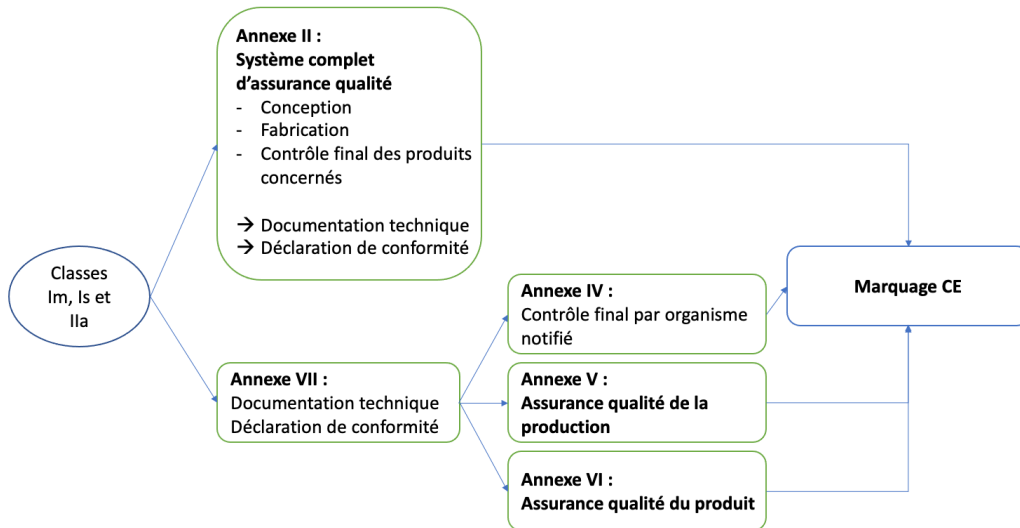 Annexe II :
Système complet
d’assurance qualité
- Conception
- Fabrication
- Contrôle final des produits
concernés
→ Documentation technique
→ Déclaration de conformité
Classes
Im, Is et
IIa
Annexe VII :
Documentation technique
Déclaration de conformité
Annexe IV :
Contrôle final par organisme
notifié
Annexe V :
Assurance qualité de la
production
Annexe VI :
Assurance qualité du produit
Marquage CE